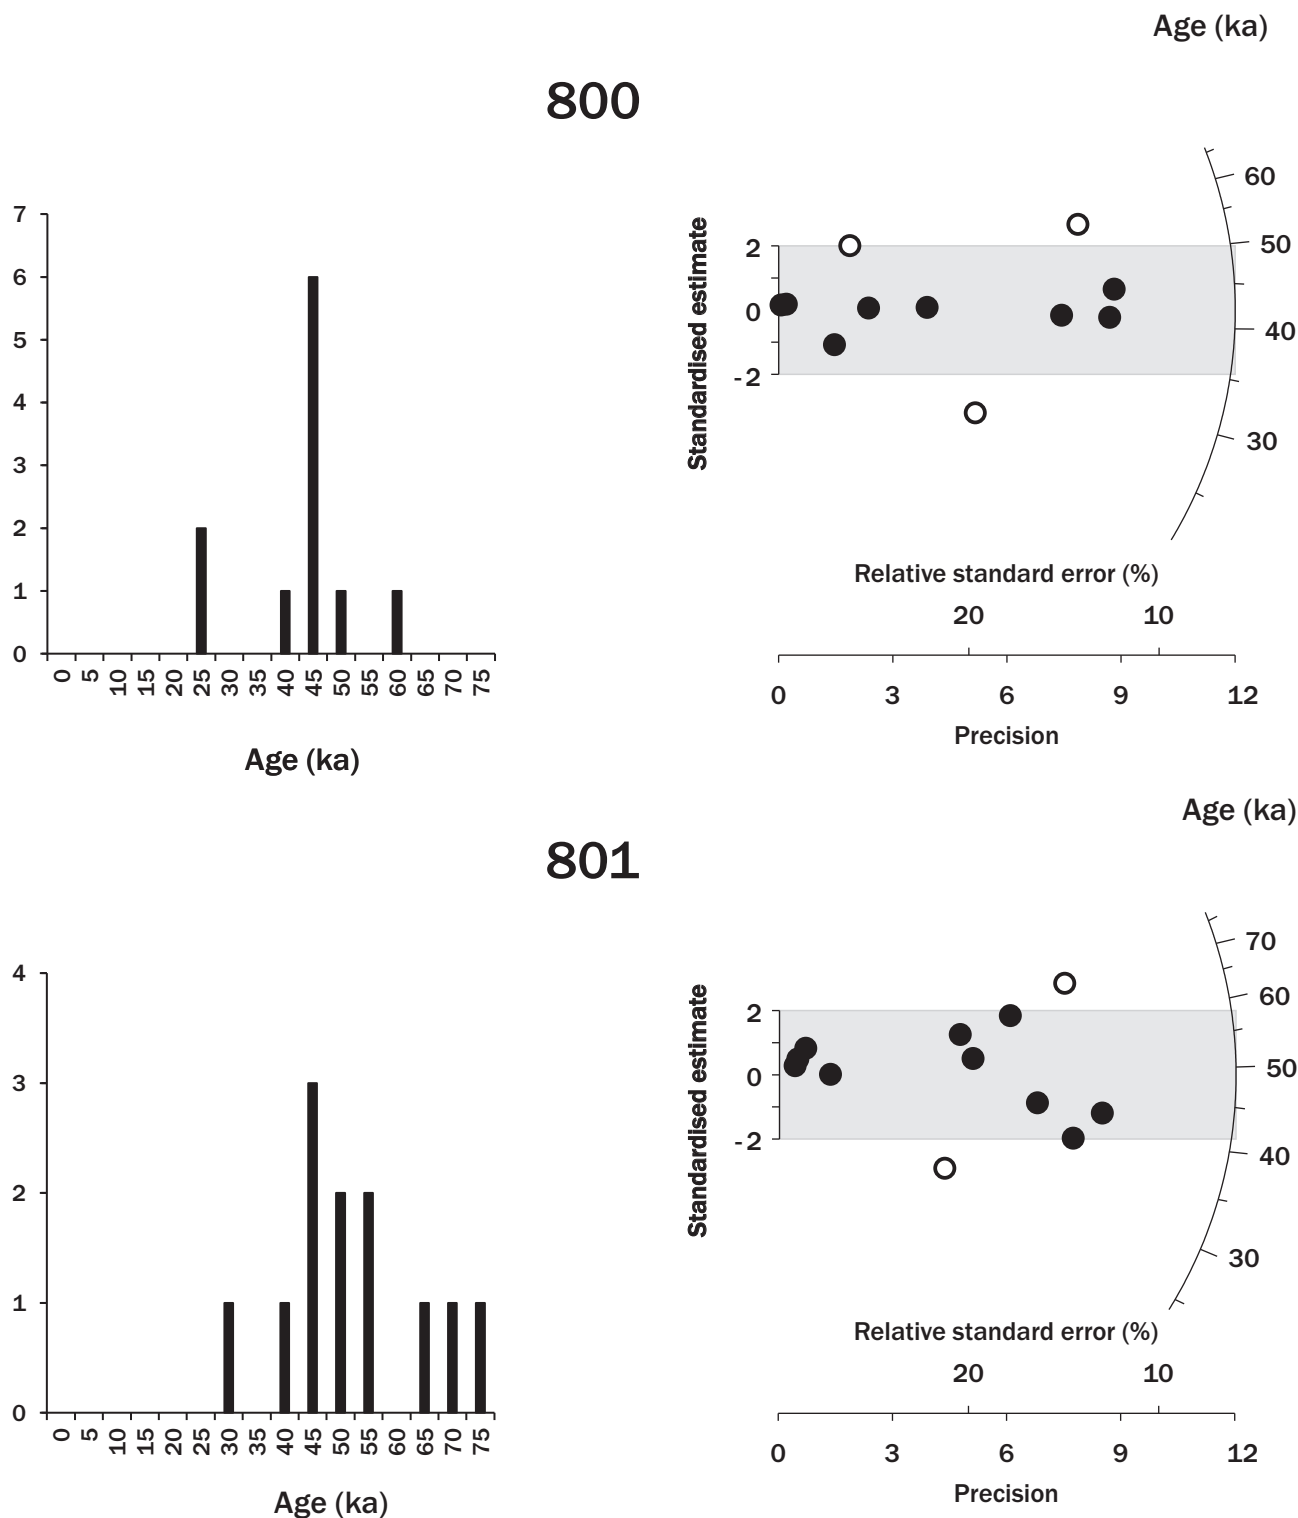 Age (ka)
800
7
6
5
4
3
2
1
0
0 5 10 15 20 25 30 35 40 45 50 55 60 65 70 75
Age (ka)
Standardised estimate
2
0
-2
60
50
40
30
Relative standard error (%)
20 10
0 3 6 9 12
Precision
Age (ka)
801
4
3
2
1
0
0 5 10 15 20 25 30 35 40 45 50 55 60 65 70 75
Age (ka)
Standardised estimate
2
0
-2
70
60
50
40
30
Relative standard error (%)
20 10
0 3 6 9 12
Precision